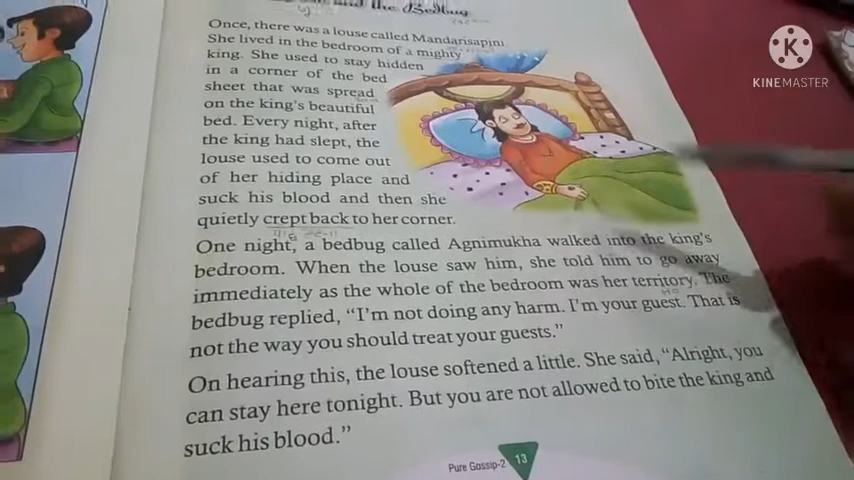 and the Bedbug
Once, there was a louse called Mandarisapini.
She lived in the bedroom of a mighty
king. She used to stay hidden
in a corner of the bed
sheet that was spread
on the king's beautiful
bed. Every night, after
the king had slept, the
louse used to come out
of her hiding place and
suck his blood and then she
quietly crept back to her corner.
One night, a bedbug called Agnimukha walked into the king's
bedroom. When the louse saw him, she told him to go away
immediately as the whole of the bedroom was her territory. The
bedbug replied, "I'm not doing any harm. I'm your guest. That is
not the way you should treat your guests."
On hearing this, the louse softened a little. She said, "Alright, you
can stay here tonight. But you are not allowed to bite the king and
suck his blood."
Pure Gossip-2 13
K
KINEMASTER